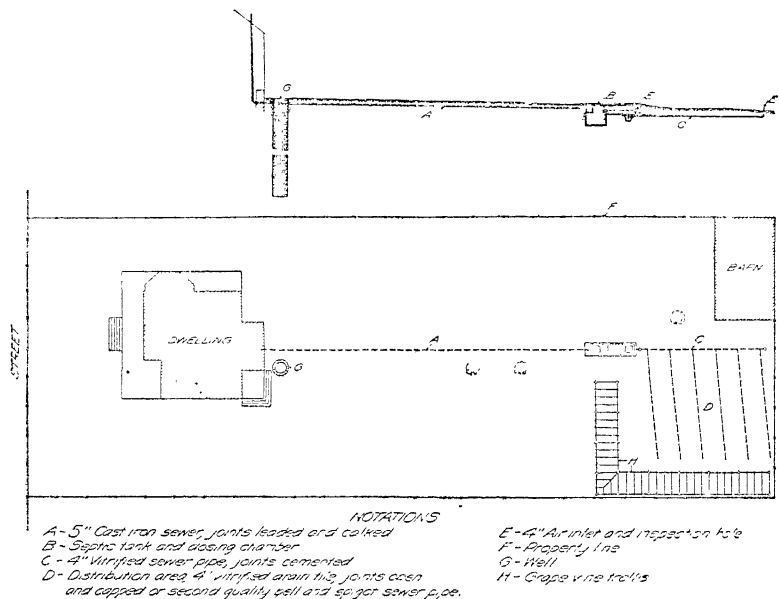 G
B
E
E
A
C
F
BARN
STREET
DWELLING
A
C
G
D
H
NOTATIONS
A - 5" Cast iron sewer, joints leaded and calked
B - Septic tank and dosing chamber
C - 4" Vitrified sewer pipe, joints cemented
D - Distribution area, 4" vitrified drain tile, joints open
and capped or second quality bell and spigot sewer pipe.
E - 4" Air inlet and inspection hole
F - Property line
G - Well
H - Grape vine trellis